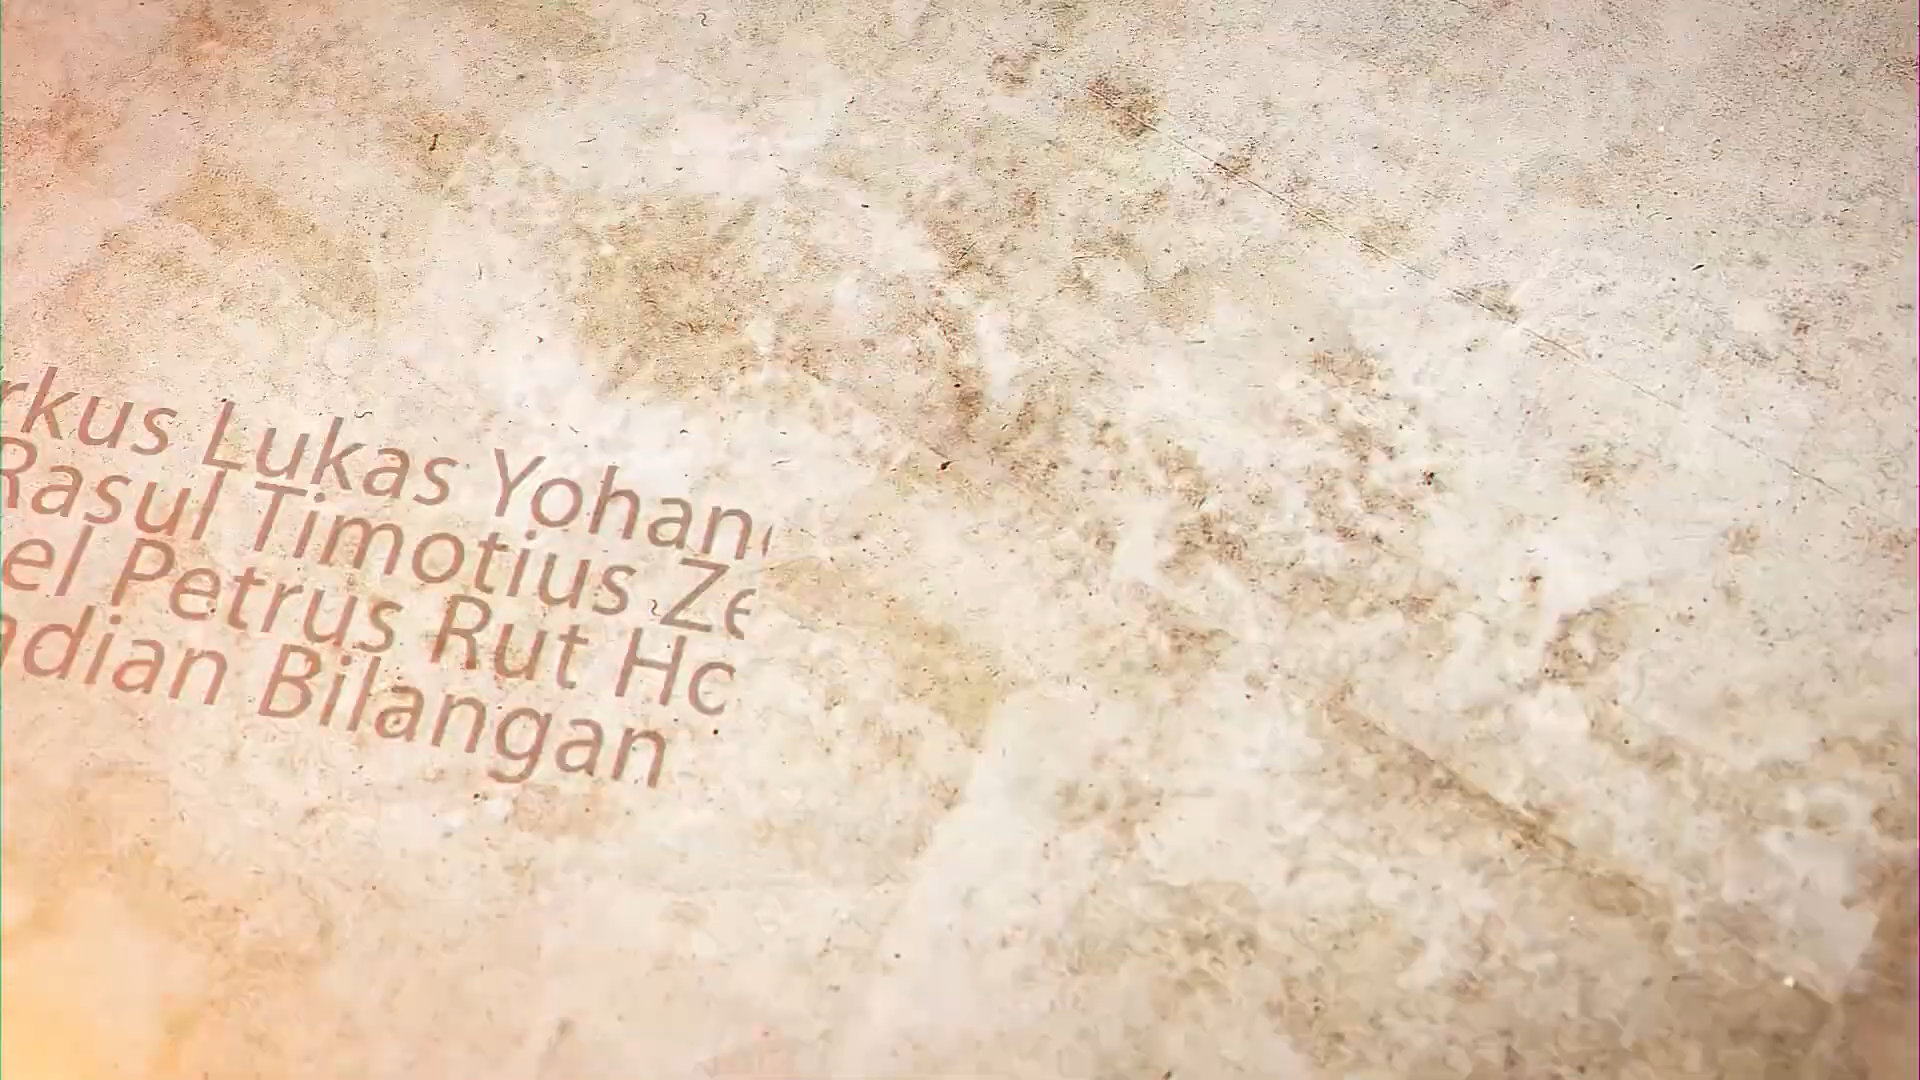 rkus Lukas Yohan
Rasul Timotius Ze
el Petrus Rut Ho
adian Bilangan